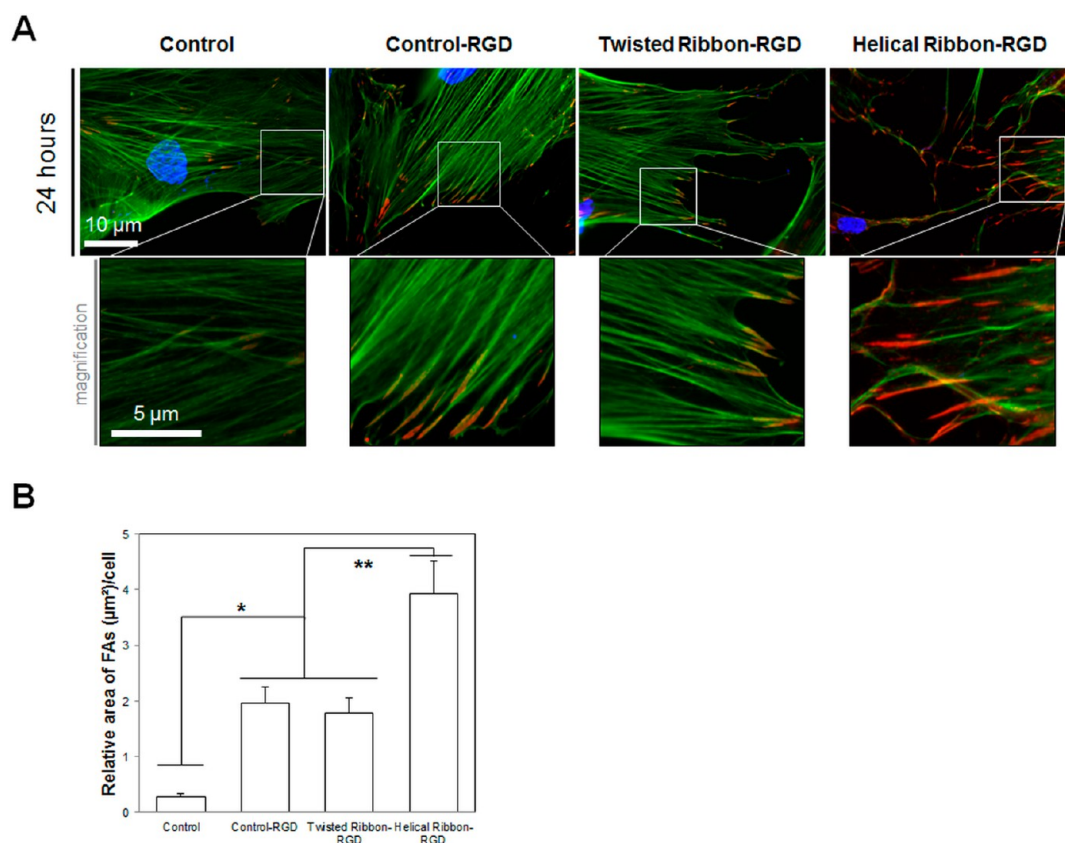 A
Control
Control-RGD
Twisted Ribbon-RGD
Helical Ribbon-RGD
24 hours
10 µm
magnification
5 µm
B
Relative area of FAs (µm²)/cell
5
4
3
2
1
0
*
**
Control
Control-RGD
Twisted Ribbon-
RGD
Helical Ribbon-
RGD